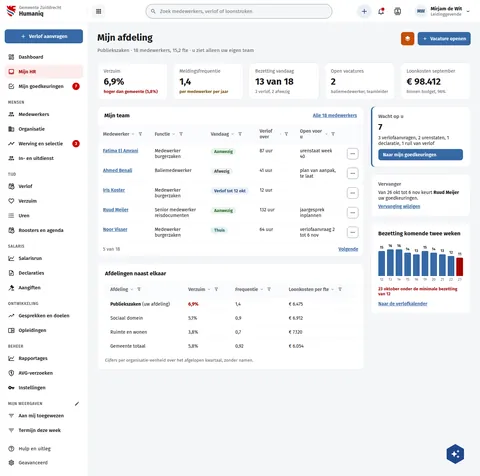 Gemeente Zuidrecht
Humaniq
Zoek medewerkers, verlof of loonstroken
Mirjam de Wit
Leidinggevende
MW
+ Verlof aanvragen
Dashboard
Mijn HR
Mijn goedkeuringen
7
MENSEN
Medewerkers
Organisatie
Werving en selectie
2
In- en uitdienst
TIJD
Verlof
Verzuim
Uren
Roosters en agenda
SALARIS
Salarisrun
Declaraties
Aangiften
ONTWIKKELING
Gesprekken en doelen
Opleidingen
BEHEER
Rapportages
AVG-verzoeken
Instellingen
MIJN WEERGAVEN
Aan mij toegewezen
Termijn deze week
Hulp en uitleg
Geavanceerd
Mijn afdeling
Publiekszaken · 18 medewerkers, 15,2 fte · u ziet alleen uw eigen team
+ Vacature openen
Verzuim
6,9%
hoger dan gemeente (5,8%)
Meldingsfrequentie
1,4
per medewerker per jaar
Bezetting vandaag
13 van 18
2 verlof, 2 afwezig
Open vacatures
2
baliemedewerker, teamleider
Loonkosten september
€ 98.412
binnen budget, 98%
Mijn team
Alle 18 medewerkers
Medewerker
Functie
Vandaag
Verlof over
Open voor u
Fatima El Amrani
Medewerker burgerzaken
Aanwezig
87 uur
urenstaat week 40
Ahmed Benali
Baliemedewerker
Afwezig
41 uur
plan van aanpak, te laat
Iris Koster
Medewerker burgerzaken
Verlof tot 12 okt
12 uur
Ruud Meijer
Senior medewerker reisdocumenten
Aanwezig
132 uur
jaargesprek inplannen
Noor Visser
Medewerker burgerzaken
Thuis
64 uur
verlofaanvraag 2 tot 6 nov
5 van 18
Volgende
Afdelingen naast elkaar
Afdeling
Verzuim
Frequentie
Loonkosten per fte
Publiekszaken (uw afdeling)
6,9%
1,4
€ 6.475
Sociaal domein
5,1%
0,9
€ 6.912
Ruimte en wonen
3,8%
0,7
€ 7.120
Gemeente totaal
5,8%
0,92
€ 6.054
Cijfers per organisatie-eenheid over het afgelopen kwartaal, zonder namen.
Wacht op u
7
3 verlofaanvragen, 2 urenstaten, 1 declaratie, 1 ruil van verlof
Naar mijn goedkeuringen
Vervanger
Van 26 okt tot 6 nov keurt Ruud Meijer uw goedkeuringen.
Vervanging wijzigen
Bezetting komende twee weken
23 oktober onder de minimale bezetting van 13
Naar de verlofkalender